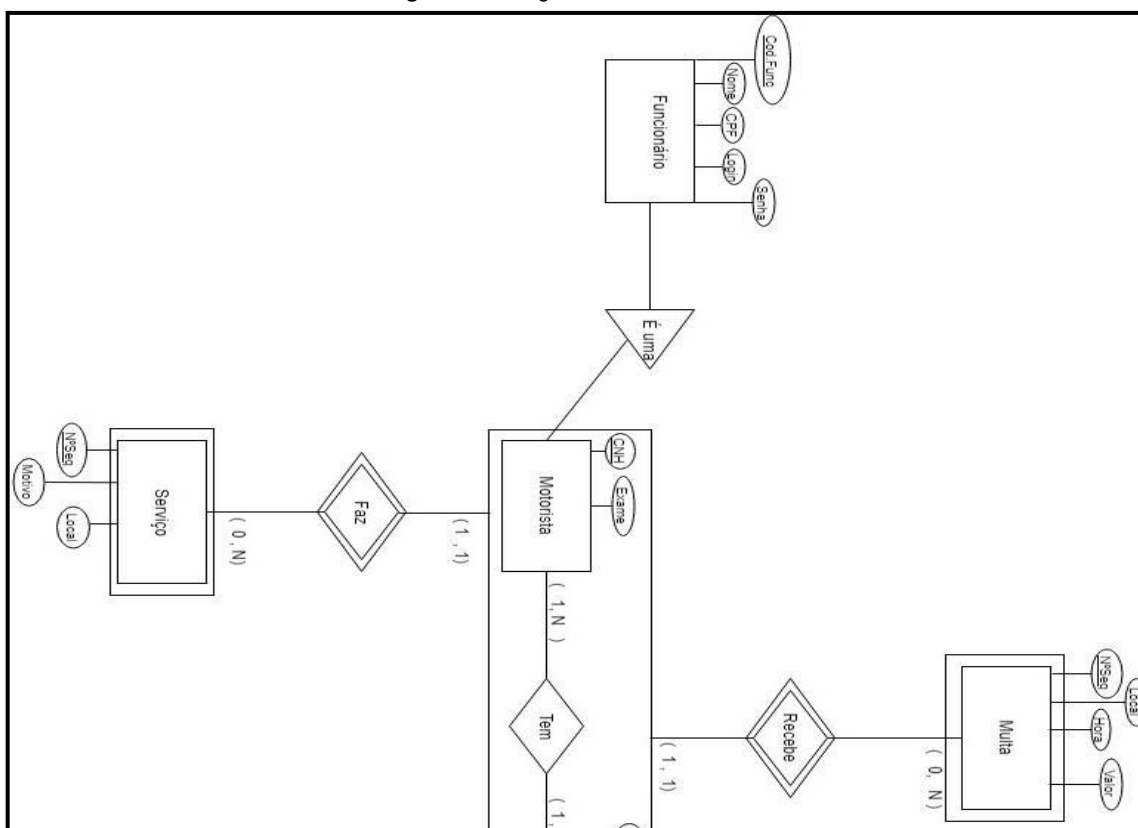 Cod.Func
Nome
CPF
Login
Senha
Funcionário
É uma
CNH
Exame
Motorista
NºSeq
Motivo
Local
Serviço
( 0 , N)
Faz
(1 , 1)
( 1, N )
Tem
(1,
Recebe
( 1, 1)
( 0, N )
NºSeq
Local
Hora
Valor
Multa